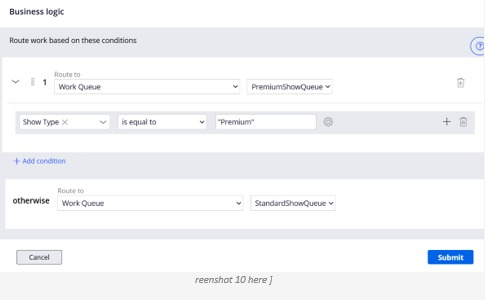 Business logic
Route work based on these conditions
Route to
1 Work Queue PremiumShowQueue
Show Type × is equal to "Premium"
+ Add condition
Route to
otherwise Work Queue StandardShowQueue
Cancel Submit
reenshot 10 here ]